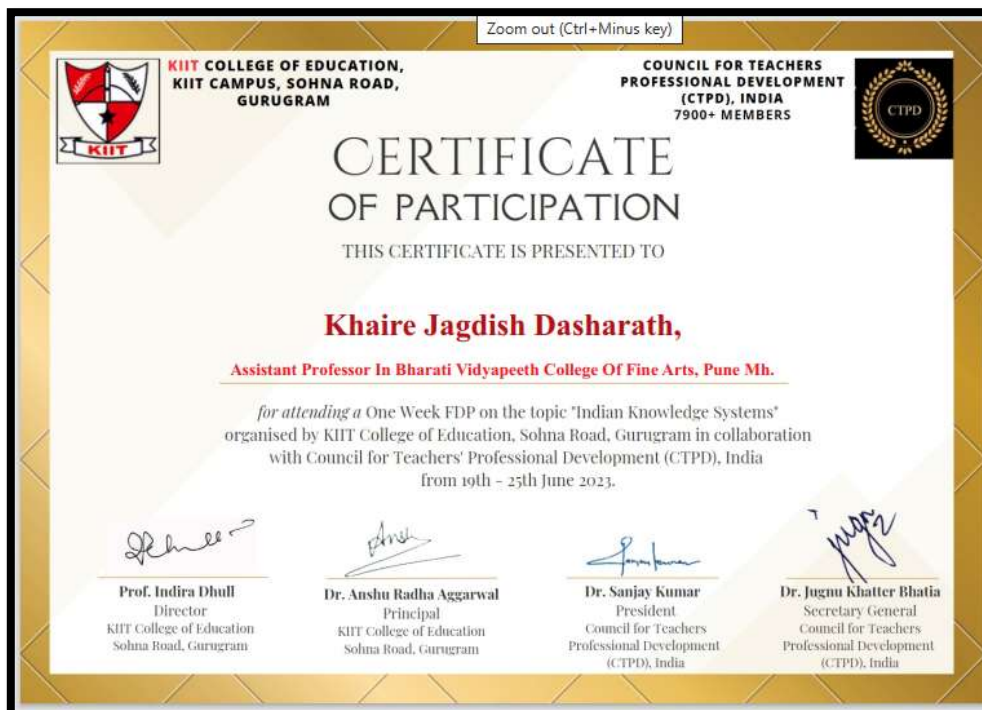 Zoom out (Ctrl+Minus key)
KIIT COLLEGE OF EDUCATION,
KIIT CAMPUS, SOHNA ROAD,
GURUGRAM
COUNCIL FOR TEACHERS
PROFESSIONAL DEVELOPMENT
(CTPD), INDIA
7900+ MEMBERS
KIIT
CTPD
CERTIFICATE
OF PARTICIPATION
THIS CERTIFICATE IS PRESENTED TO
Khaire Jagdish Dasharath,
Assistant Professor In Bharati Vidyapeeth College Of Fine Arts, Pune Mh.
for attending a One Week FDP on the topic "Indian Knowledge Systems"
organised by KIIT College of Education, Sohna Road, Gurugram in collaboration
with Council for Teachers' Professional Development (CTPD), India
from 19th - 25th June 2023.
Prof. Indira Dhull
Director
KIIT College of Education
Sohna Road, Gurugram
Dr. Anshu Radha Aggarwal
Principal
KIIT College of Education
Sohna Road, Gurugram
Dr. Sanjay Kumar
President
Council for Teachers
Professional Development
(CTPD), India
Dr. Jugnu Khatter Bhatia
Secretary General
Council for Teachers
Professional Development
(CTPD), India